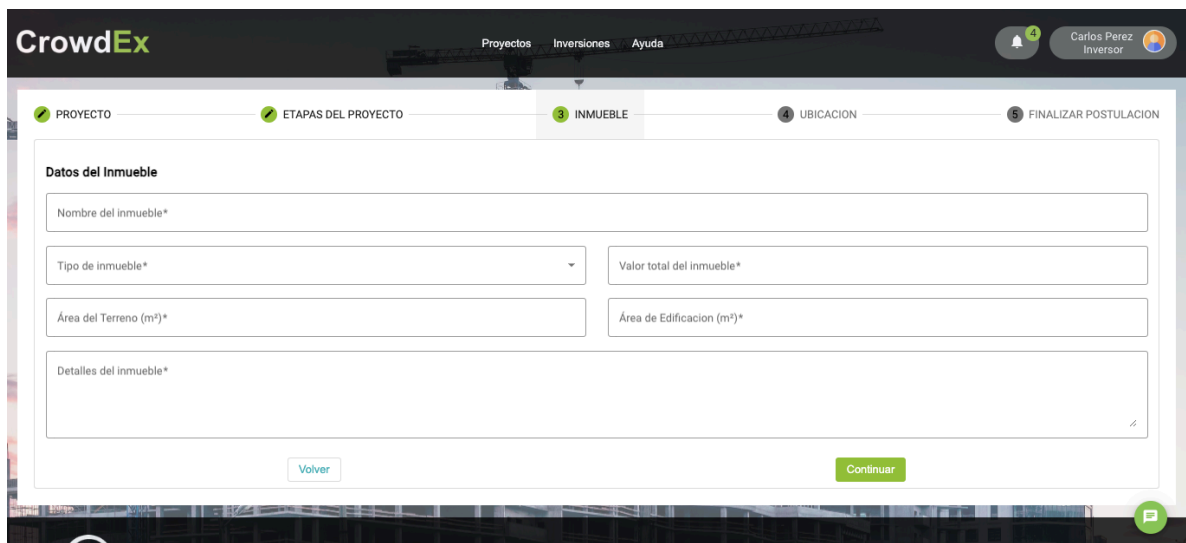 CrowdEx
Proyectos Inversiones Ayuda
4
Carlos Perez
Inversor
PROYECTO
ETAPAS DEL PROYECTO
3 INMUEBLE
4 UBICACION
5 FINALIZAR POSTULACION
Datos del Inmueble
Nombre del inmueble*
Tipo de inmueble*
Valor total del inmueble*
Área del Terreno (m²)*
Área de Edificacion (m²)*
Detalles del inmueble*
Volver
Continuar